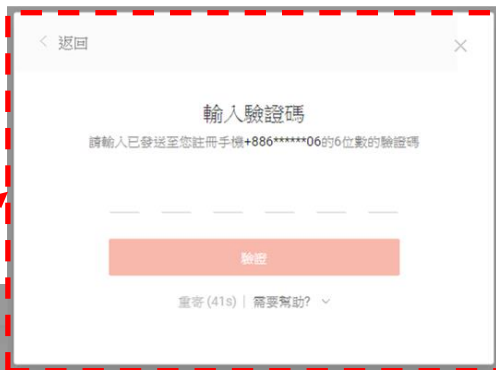 返回
輸入驗證碼
請輸入已發送至您註冊手機+886******06的6位數的驗證碼
驗證
重寄 (41s) | 需要幫助?